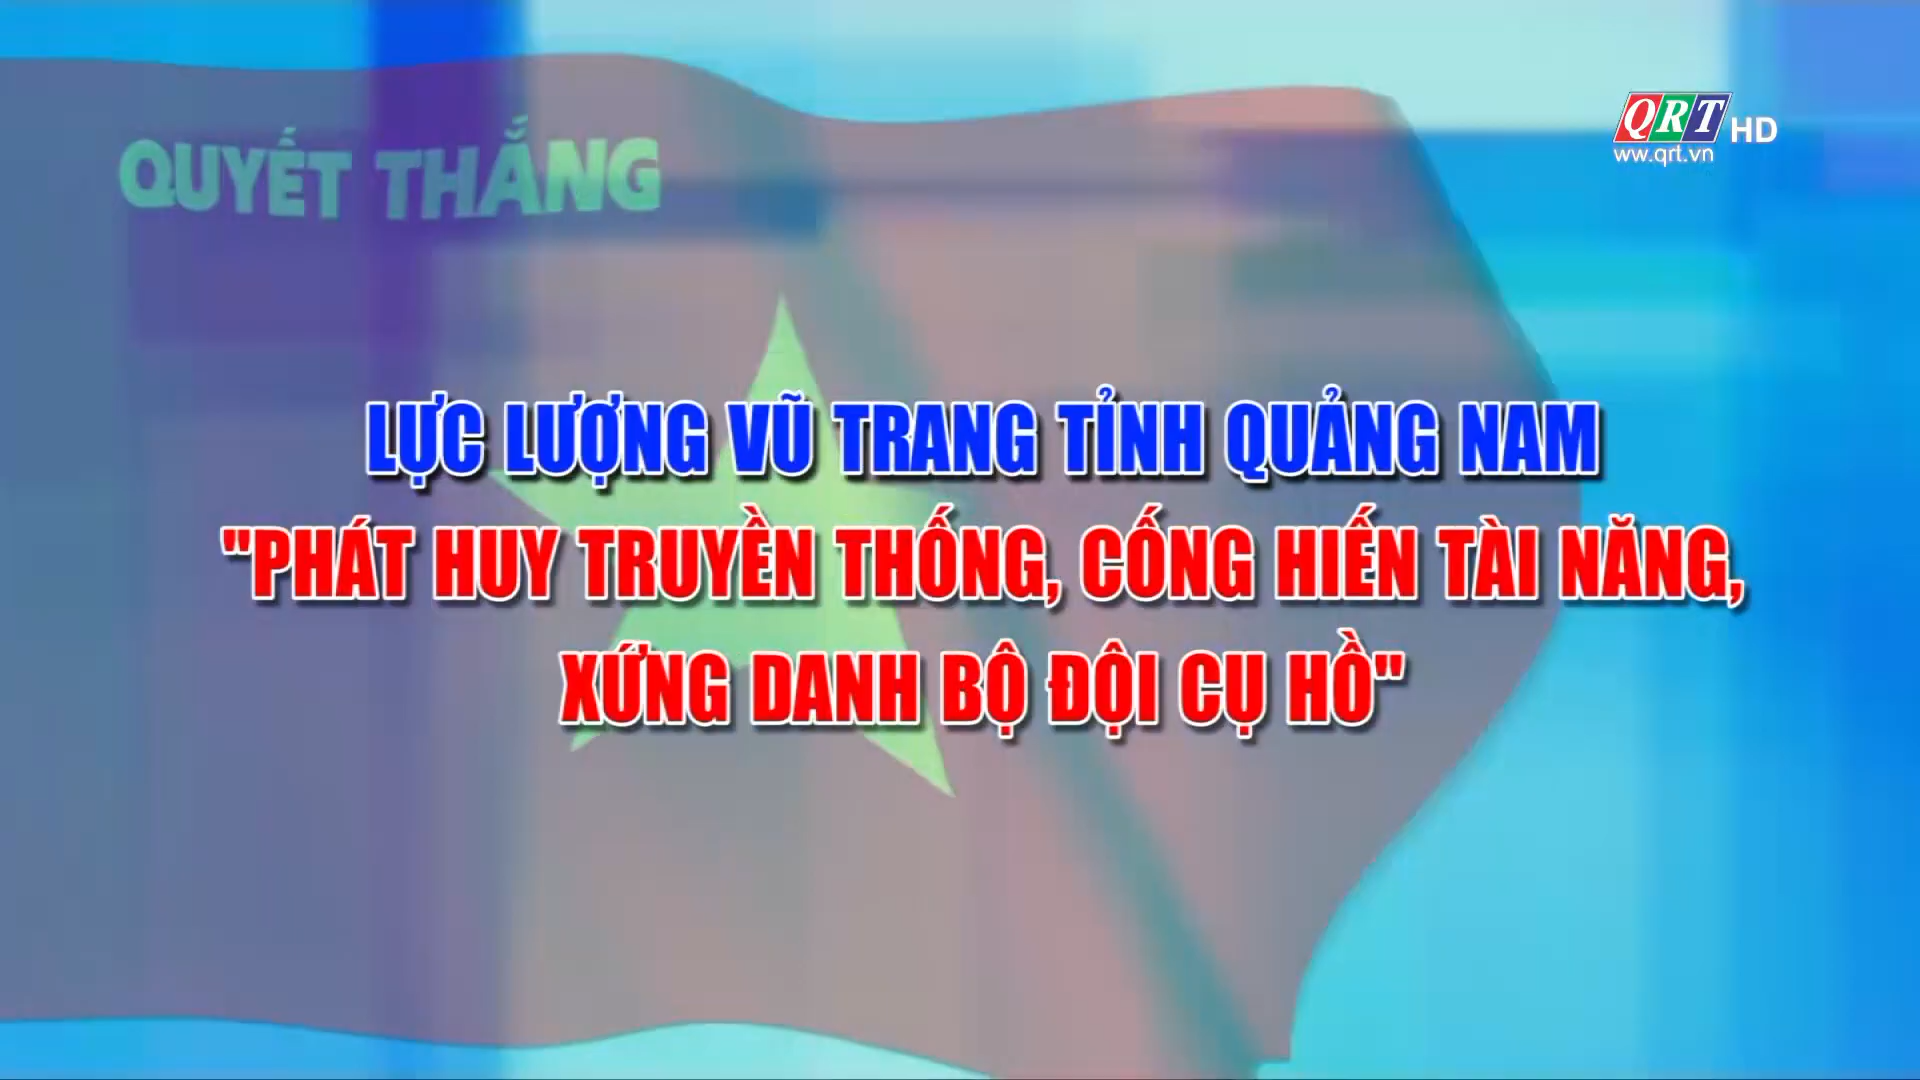 QUYẾT THẮNG
QRT HD
ww.qrt.vn
LỰC LƯỢNG VŨ TRANG TỈNH QUẢNG NAM
"PHÁT HUY TRUYỀN THỐNG, CỐNG HIẾN TÀI NĂNG,
XỨNG DANH BỘ ĐỘI CỤ HỒ"